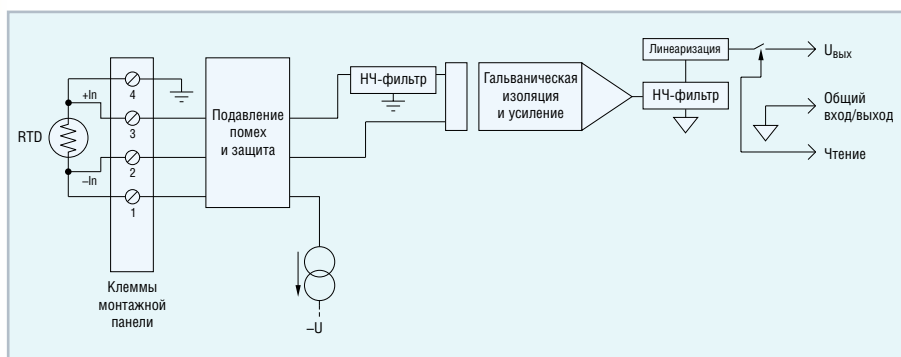 RTD
+In
–In
4
3
2
1
Клеммы
монтажной
панели
Подавление
помех
и защита
–U
НЧ-фильтр
Гальваническая
изоляция
и усиление
Линеаризация
НЧ-фильтр
Uвых
Общий
вход/выход
Чтение